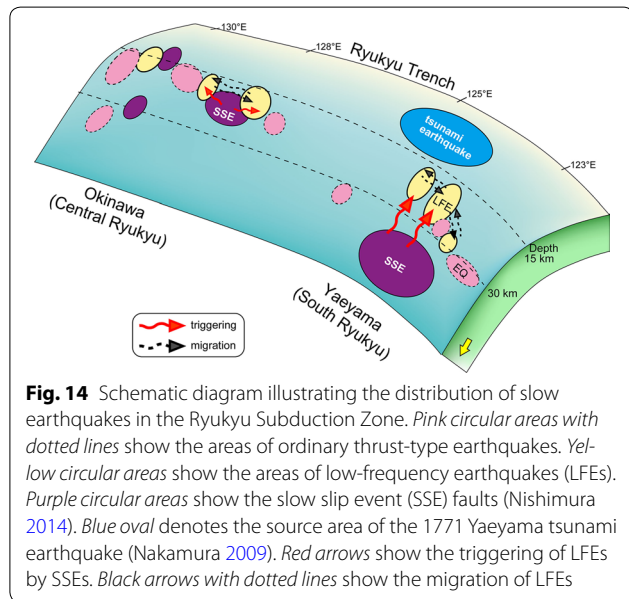 130°E
128°E
Ryukyu Trench
125°E
123°E
tsunami
earthquake
SSE
LFE
SSE
EQ
Depth
15 km
30 km
Okinawa
(Central Ryukyu)
Yaeyama
(South Ryukyu)
triggering
migration
Fig. 14 Schematic diagram illustrating the distribution of slow
earthquakes in the Ryukyu Subduction Zone. Pink circular areas with
dotted lines show the areas of ordinary thrust-type earthquakes. Yel-
low circular areas show the areas of low-frequency earthquakes (LFEs).
Purple circular areas show the slow slip event (SSE) faults (Nishimura
2014). Blue oval denotes the source area of the 1771 Yaeyama tsunami
earthquake (Nakamura 2009). Red arrows show the triggering of LFEs
by SSEs. Black arrows with dotted lines show the migration of LFEs